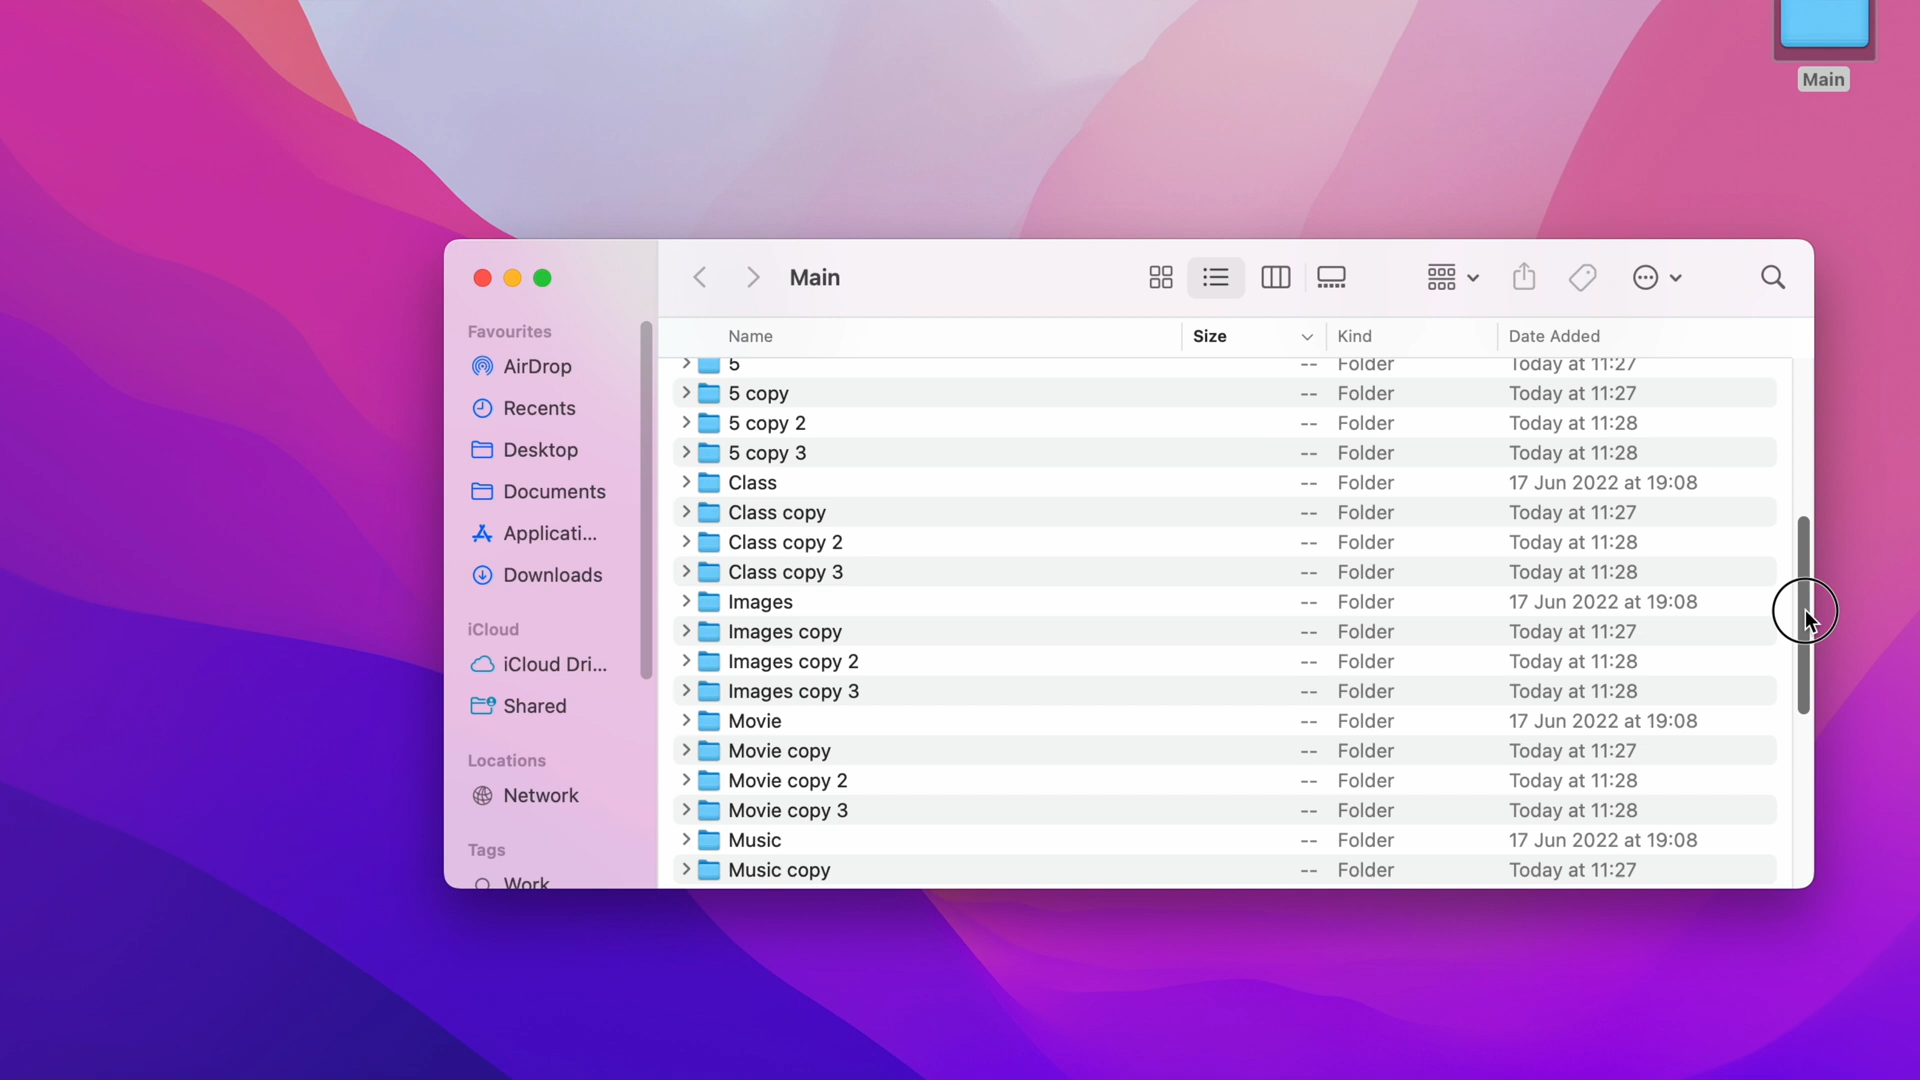 Main
Main
Favourites
AirDrop
Recents
Desktop
Documents
Applicati...
Downloads
iCloud
iCloud Dri...
Shared
Locations
Network
Tags
Work
Name Size Kind Date Added
5 -- Folder Today at 11:27
5 copy -- Folder Today at 11:27
5 copy 2 -- Folder Today at 11:28
5 copy 3 -- Folder Today at 11:28
Class -- Folder 17 Jun 2022 at 19:08
Class copy -- Folder Today at 11:27
Class copy 2 -- Folder Today at 11:28
Class copy 3 -- Folder Today at 11:28
Images -- Folder 17 Jun 2022 at 19:08
Images copy -- Folder Today at 11:27
Images copy 2 -- Folder Today at 11:28
Images copy 3 -- Folder Today at 11:28
Movie -- Folder 17 Jun 2022 at 19:08
Movie copy -- Folder Today at 11:27
Movie copy 2 -- Folder Today at 11:28
Movie copy 3 -- Folder Today at 11:28
Music -- Folder 17 Jun 2022 at 19:08
Music copy -- Folder Today at 11:27